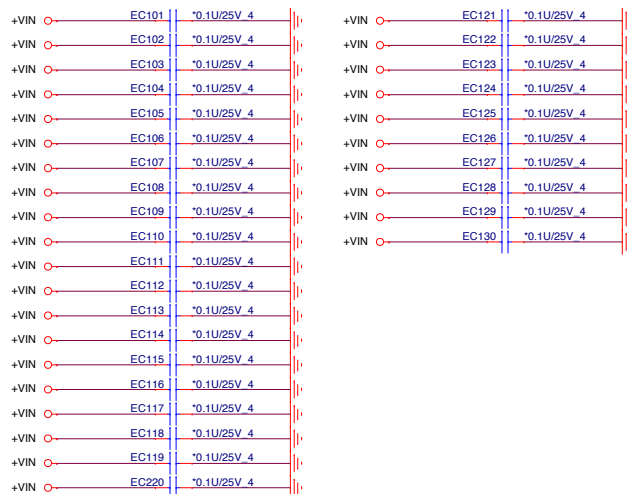 +VIN EC101 *0.1U/25V_4
+VIN EC102 *0.1U/25V_4
+VIN EC103 *0.1U/25V_4
+VIN EC104 *0.1U/25V_4
+VIN EC105 *0.1U/25V_4
+VIN EC106 *0.1U/25V_4
+VIN EC107 *0.1U/25V_4
+VIN EC108 *0.1U/25V_4
+VIN EC109 *0.1U/25V_4
+VIN EC110 *0.1U/25V_4
+VIN EC111 *0.1U/25V_4
+VIN EC112 *0.1U/25V_4
+VIN EC113 *0.1U/25V_4
+VIN EC114 *0.1U/25V_4
+VIN EC115 *0.1U/25V_4
+VIN EC116 *0.1U/25V_4
+VIN EC117 *0.1U/25V_4
+VIN EC118 *0.1U/25V_4
+VIN EC119 *0.1U/25V_4
+VIN EC220 *0.1U/25V_4
+VIN EC121 *0.1U/25V_4
+VIN EC122 *0.1U/25V_4
+VIN EC123 *0.1U/25V_4
+VIN EC124 *0.1U/25V_4
+VIN EC125 *0.1U/25V_4
+VIN EC126 *0.1U/25V_4
+VIN EC127 *0.1U/25V_4
+VIN EC128 *0.1U/25V_4
+VIN EC129 *0.1U/25V_4
+VIN EC130 *0.1U/25V_4